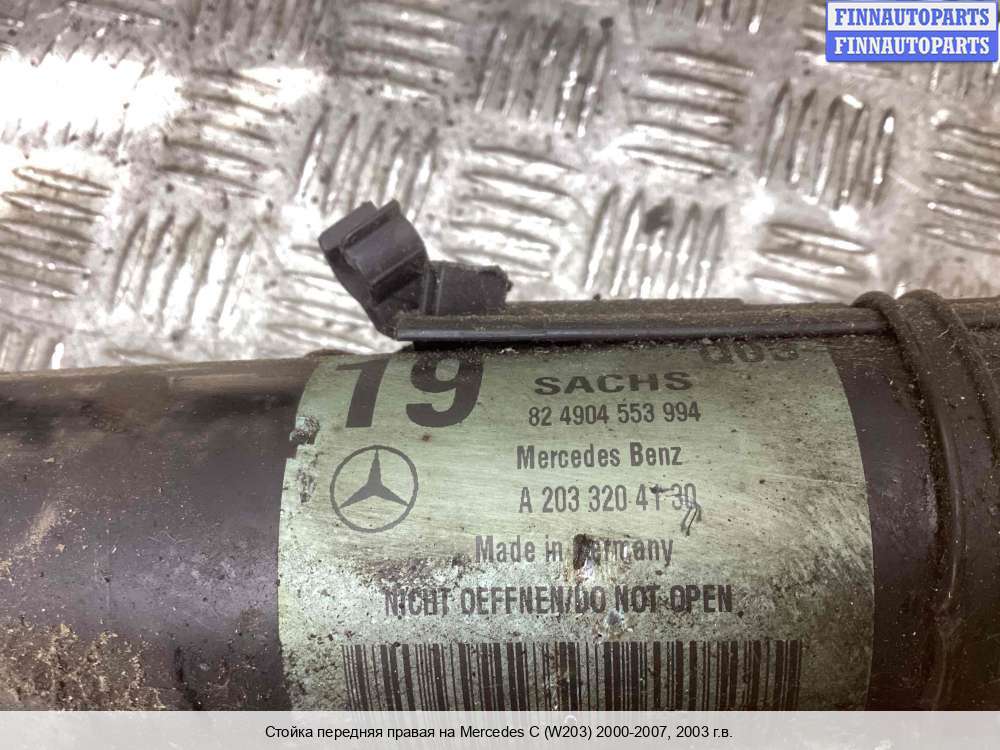 FINNAUTOPARTS
FINNAUTOPARTS
19
SACHS
82 4904 553 994
Mercedes Benz
A 203 320 41 30
Made in Germany
NICHT OEFFNEN/DO NOT OPEN
Стойка передняя правая на Mercedes C (W203) 2000-2007, 2003 г.в.